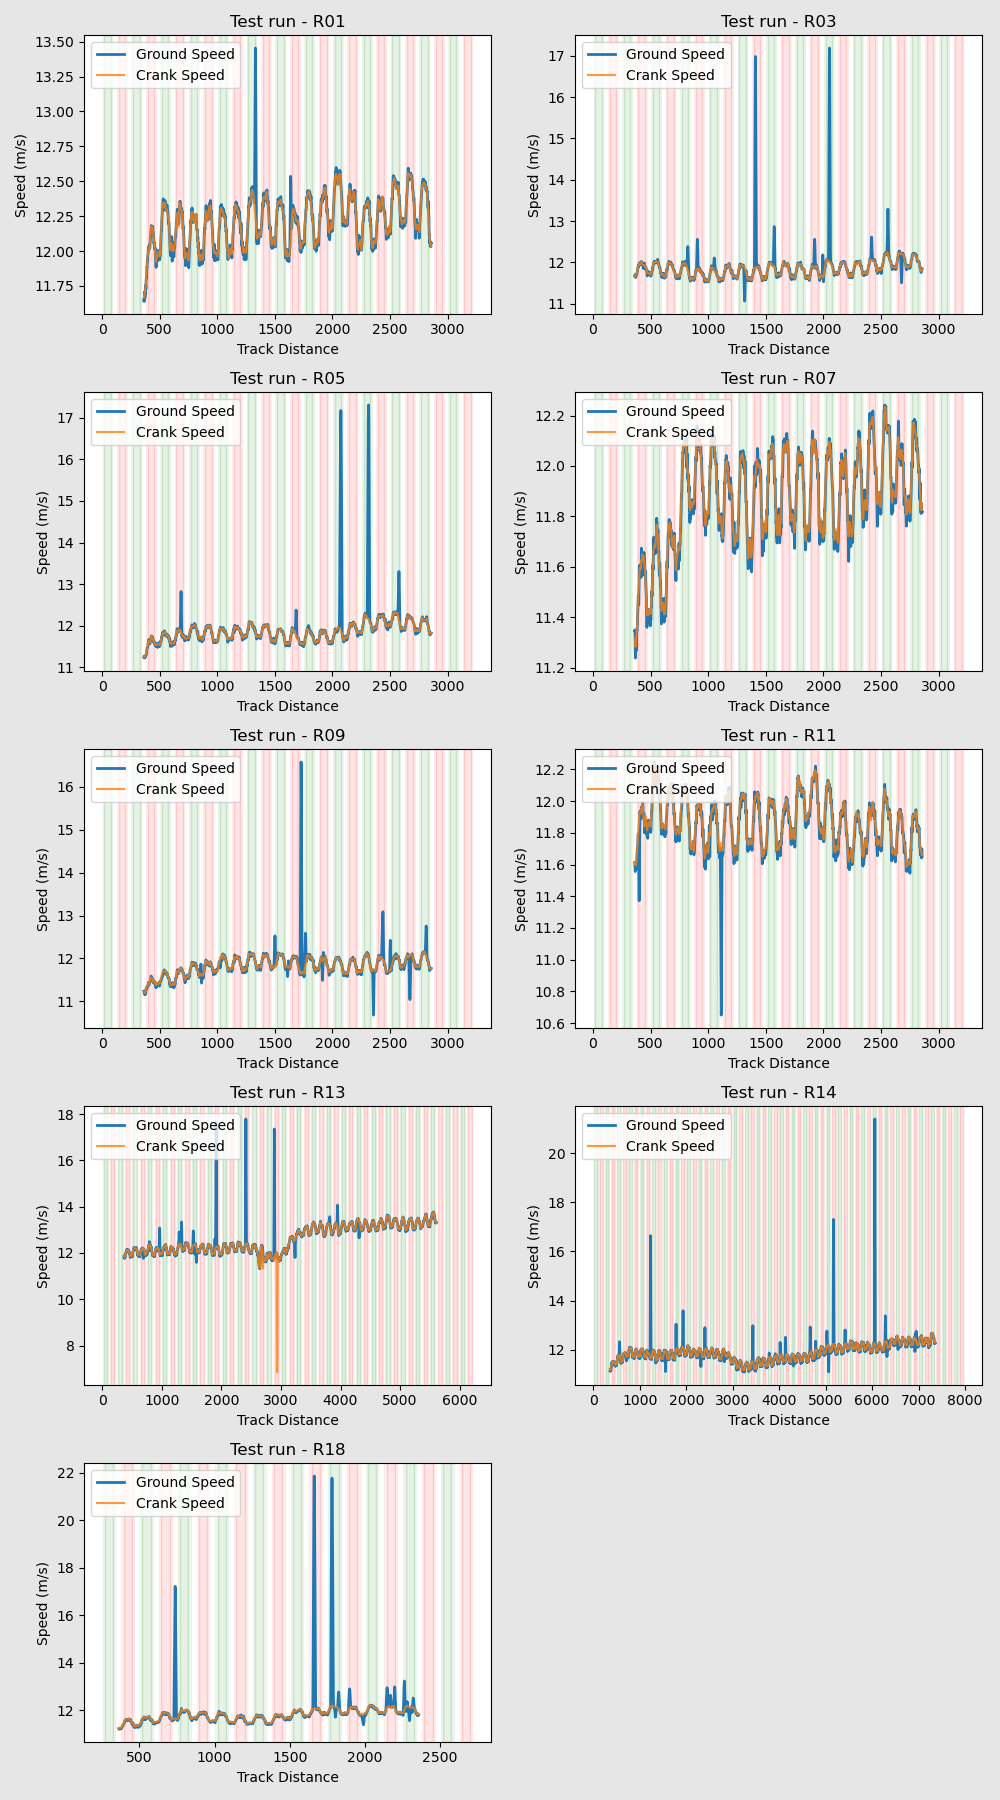 Test run - R01
Ground Speed
Crank Speed
Speed (m/s)
13.50
13.25
13.00
12.75
12.50
12.25
12.00
11.75
0 500 1000 1500 2000 2500 3000
Track Distance
Test run - R03
Ground Speed
Crank Speed
Speed (m/s)
17
16
15
14
13
12
11
0 500 1000 1500 2000 2500 3000
Track Distance
Test run - R05
Ground Speed
Crank Speed
Speed (m/s)
17
16
15
14
13
12
11
0 500 1000 1500 2000 2500 3000
Track Distance
Test run - R07
Ground Speed
Crank Speed
Speed (m/s)
12.2
12.0
11.8
11.6
11.4
11.2
0 500 1000 1500 2000 2500 3000
Track Distance
Test run - R09
Ground Speed
Crank Speed
Speed (m/s)
16
15
14
13
12
11
0 500 1000 1500 2000 2500 3000
Track Distance
Test run - R11
Ground Speed
Crank Speed
Speed (m/s)
12.2
12.0
11.8
11.6
11.4
11.2
11.0
10.8
10.6
0 500 1000 1500 2000 2500 3000
Track Distance
Test run - R13
Ground Speed
Crank Speed
Speed (m/s)
18
16
14
12
10
8
0 1000 2000 3000 4000 5000 6000
Track Distance
Test run - R14
Ground Speed
Crank Speed
Speed (m/s)
20
18
16
14
12
0 1000 2000 3000 4000 5000 6000 7000 8000
Track Distance
Test run - R18
Ground Speed
Crank Speed
Speed (m/s)
22
20
18
16
14
12
500 1000 1500 2000 2500
Track Distance